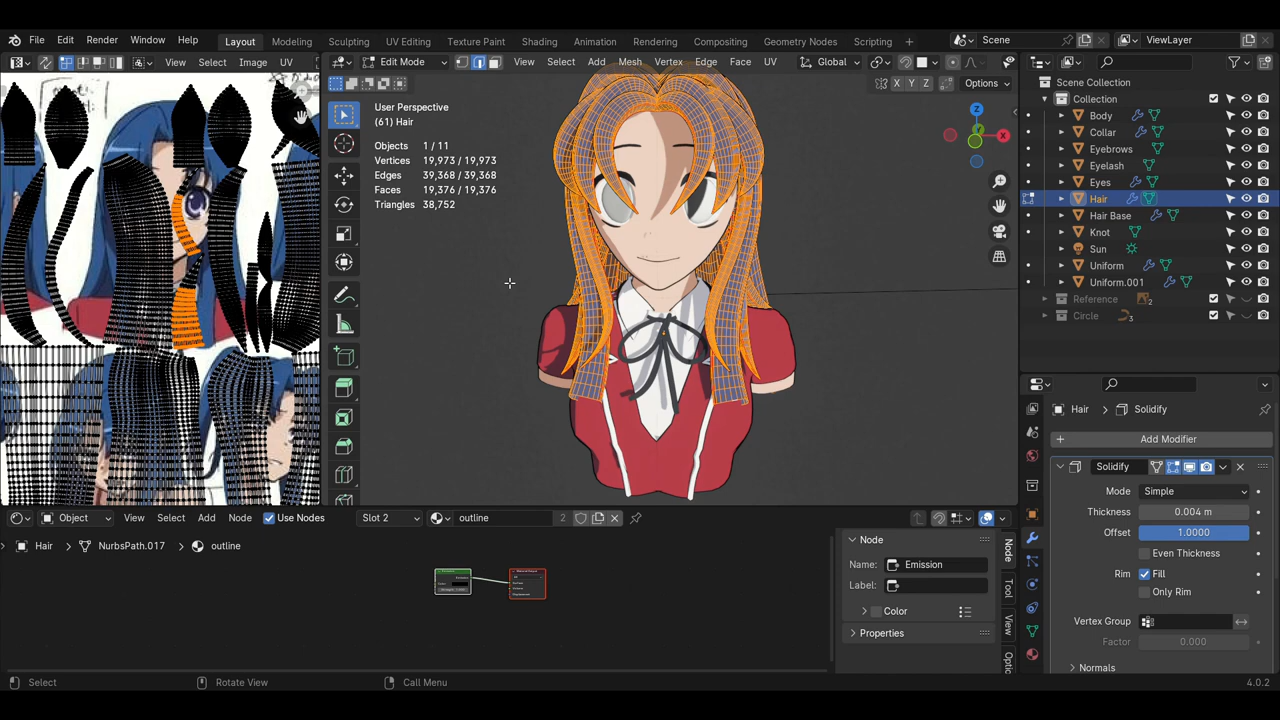 File Edit Render Window Help Layout Modeling Sculpting UV Editing Texture Paint Shading Animation Rendering Compositing Geometry Nodes Scripting + Scene ViewLayer
View Select Image UV Edit Mode View Select Add Mesh Vertex Edge Face UV Global
X Y Z Options
User Perspective
(61) Hair
Objects 1 / 11
Vertices 19,973 / 19,973
Edges 39,368 / 39,368
Faces 19,376 / 19,376
Triangles 38,752
Z
X
Scene Collection
Collection
Body
Collar
Eyebrows
Eyelash
Eyes
Hair
Hair Base
Knot
Sun
Uniform
Uniform.001
Reference 2
Circle 3
Hair Solidify
Add Modifier
Solidify
Mode Simple
Thickness 0.004 m
Offset 1.0000
Even Thickness
Rim Fill
Only Rim
Vertex Group
Factor 0.000
Normals
Object View Select Add Node Use Nodes Slot 2 outline 2
Hair NurbsPath.017 outline
Node
Name: Emission
Label:
Color
Properties
Node
Tool
View
Select Rotate View Call Menu 4.0.2